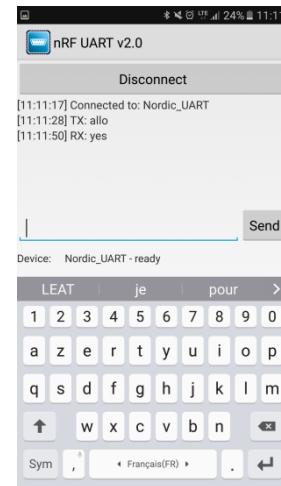 24% 11:11
nRF UART v2.0
Disconnect
[11:11:17] Connected to: Nordic_UART
[11:11:28] TX: allo
[11:11:50] RX: yes
Send
Device: Nordic_UART - ready
LEAT je pour
1 2 3 4 5 6 7 8 9 0
a z e r t y u i o p
q s d f g h j k l m
w x c v b n
Sym , Français(FR) .